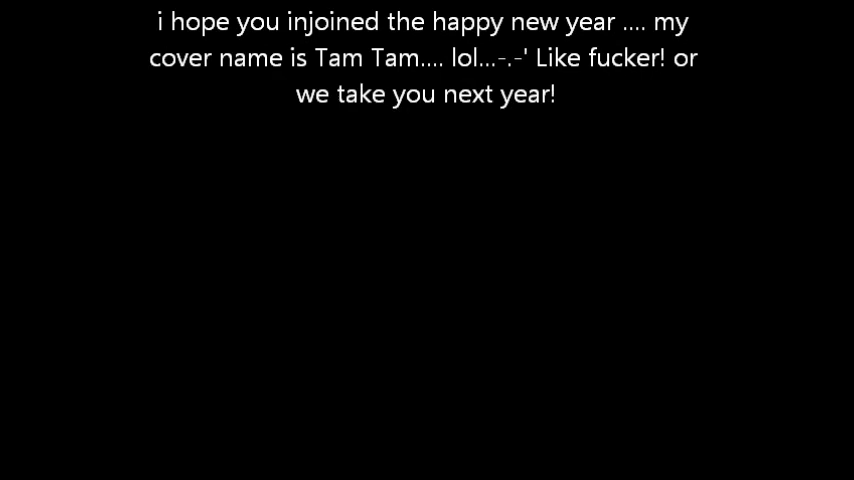 i hope you injoined the happy new year .... my
cover name is Tam Tam.... lol...-.-' Like fucker! or
we take you next year!